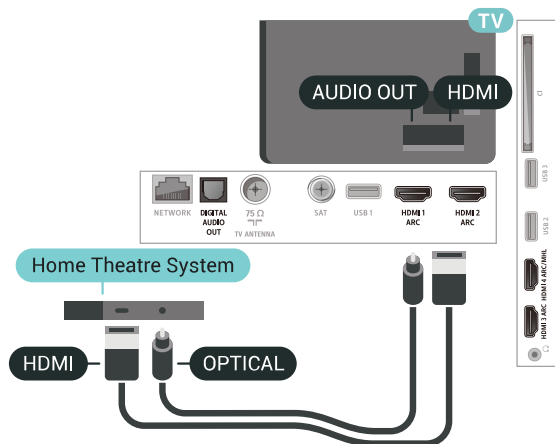 TV
AUDIO OUT
HDMI
CI
USB 3
USB 2
HDMI 4 ARC/MHL
HDMI 3 ARC
NETWORK
DIGITAL
AUDIO
OUT
75 Ω
TV ANTENNA
SAT
USB 1
HDMI 1
ARC
HDMI 2
ARC
Home Theatre System
HDMI
OPTICAL